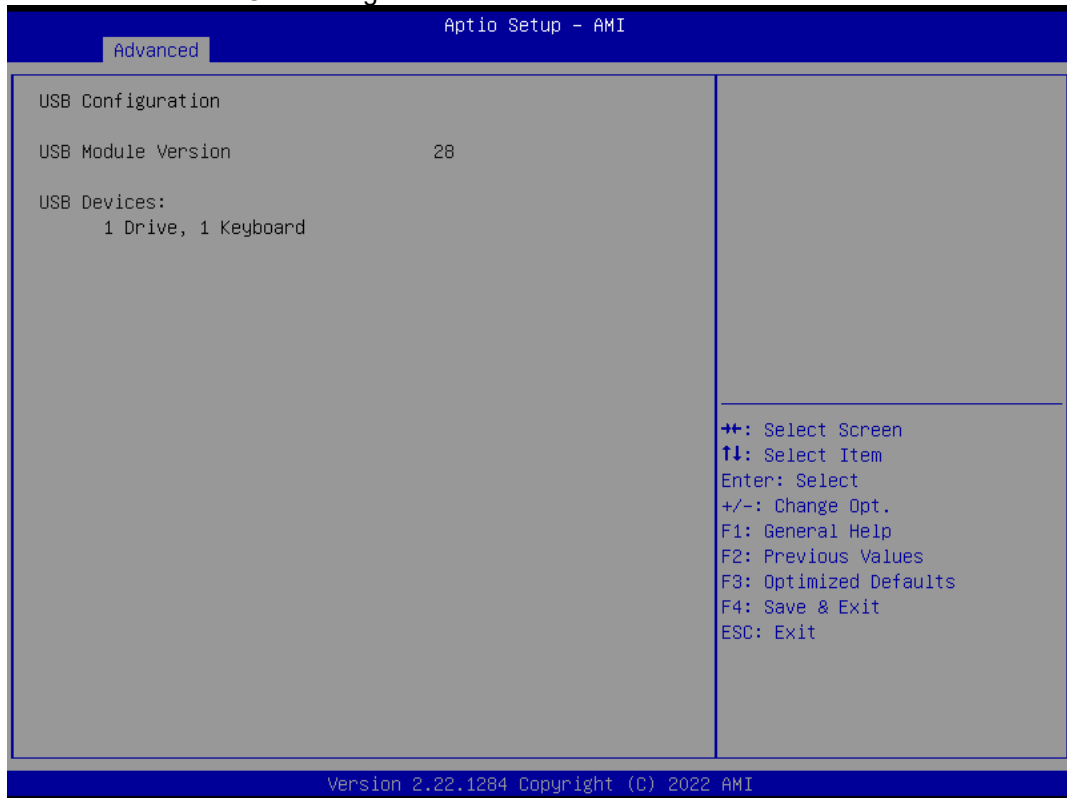 Aptio Setup – AMI
Advanced
USB Configuration
USB Module Version 28
USB Devices:
1 Drive, 1 Keyboard
→←: Select Screen
↑↓: Select Item
Enter: Select
+/-: Change Opt.
F1: General Help
F2: Previous Values
F3: Optimized Defaults
F4: Save & Exit
ESC: Exit
Version 2.22.1284 Copyright (C) 2022 AMI